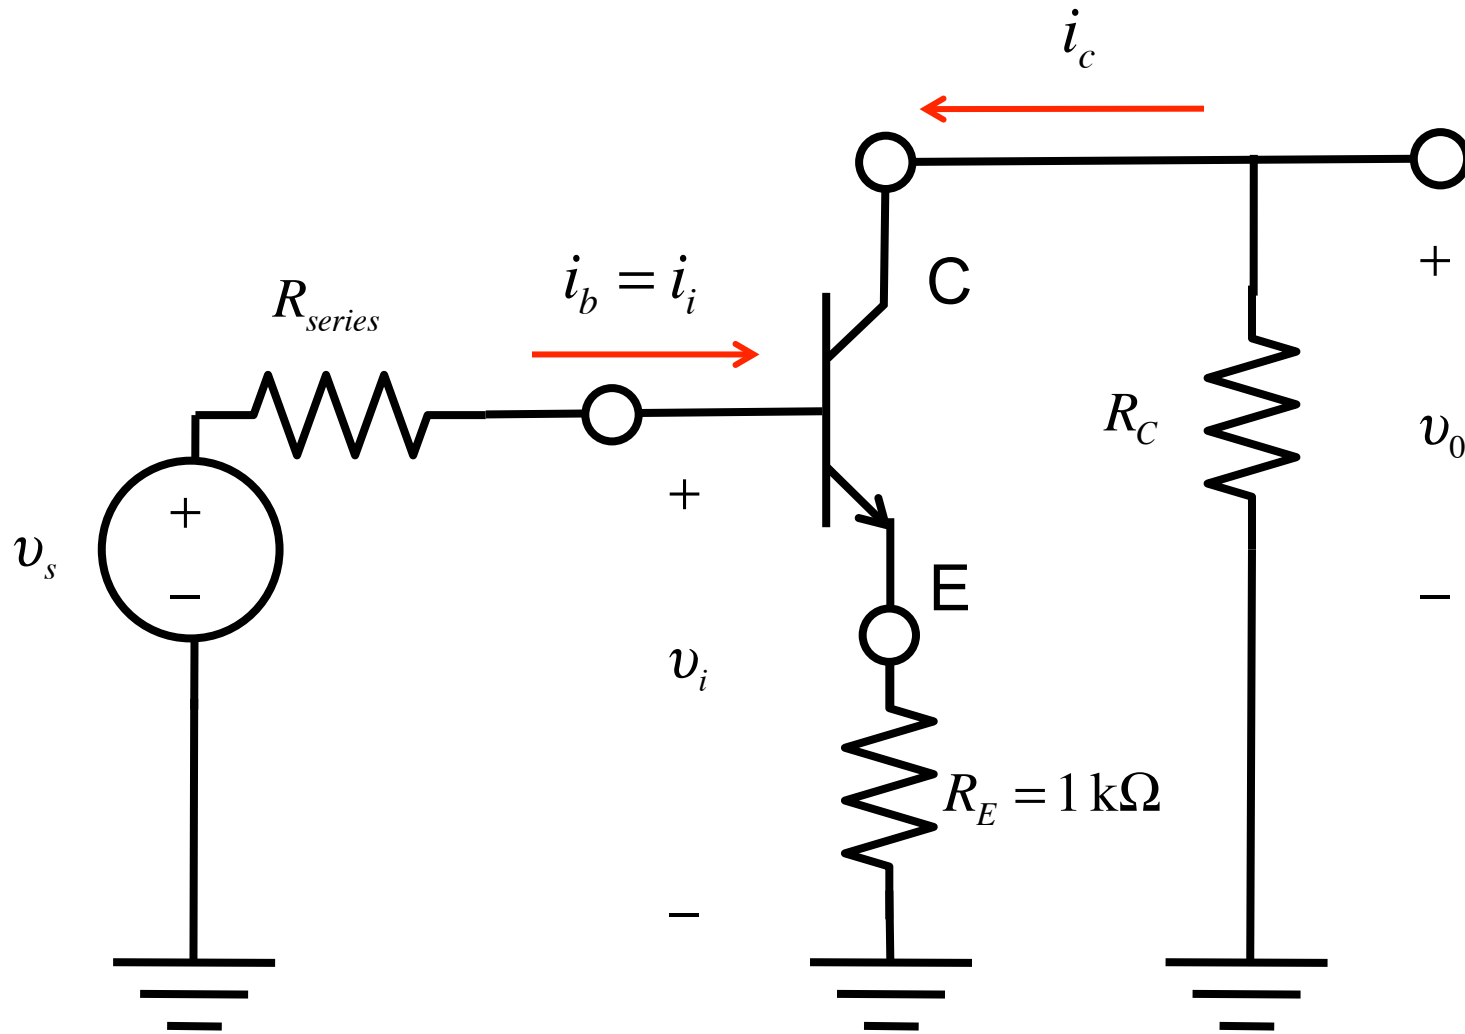 i_c
C
i_b = i_i
R_series
+
R_C
υ_0
+
+
υ_s
−
E
−
υ_i
R_E = 1 kΩ
−